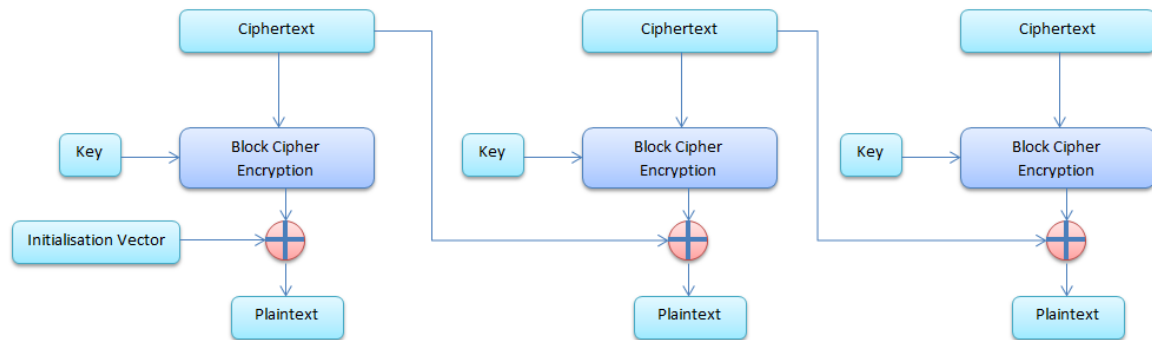 Ciphertext
Ciphertext
Ciphertext
Key
Block Cipher
Encryption
Key
Block Cipher
Encryption
Key
Block Cipher
Encryption
Initialisation Vector
Plaintext
Plaintext
Plaintext